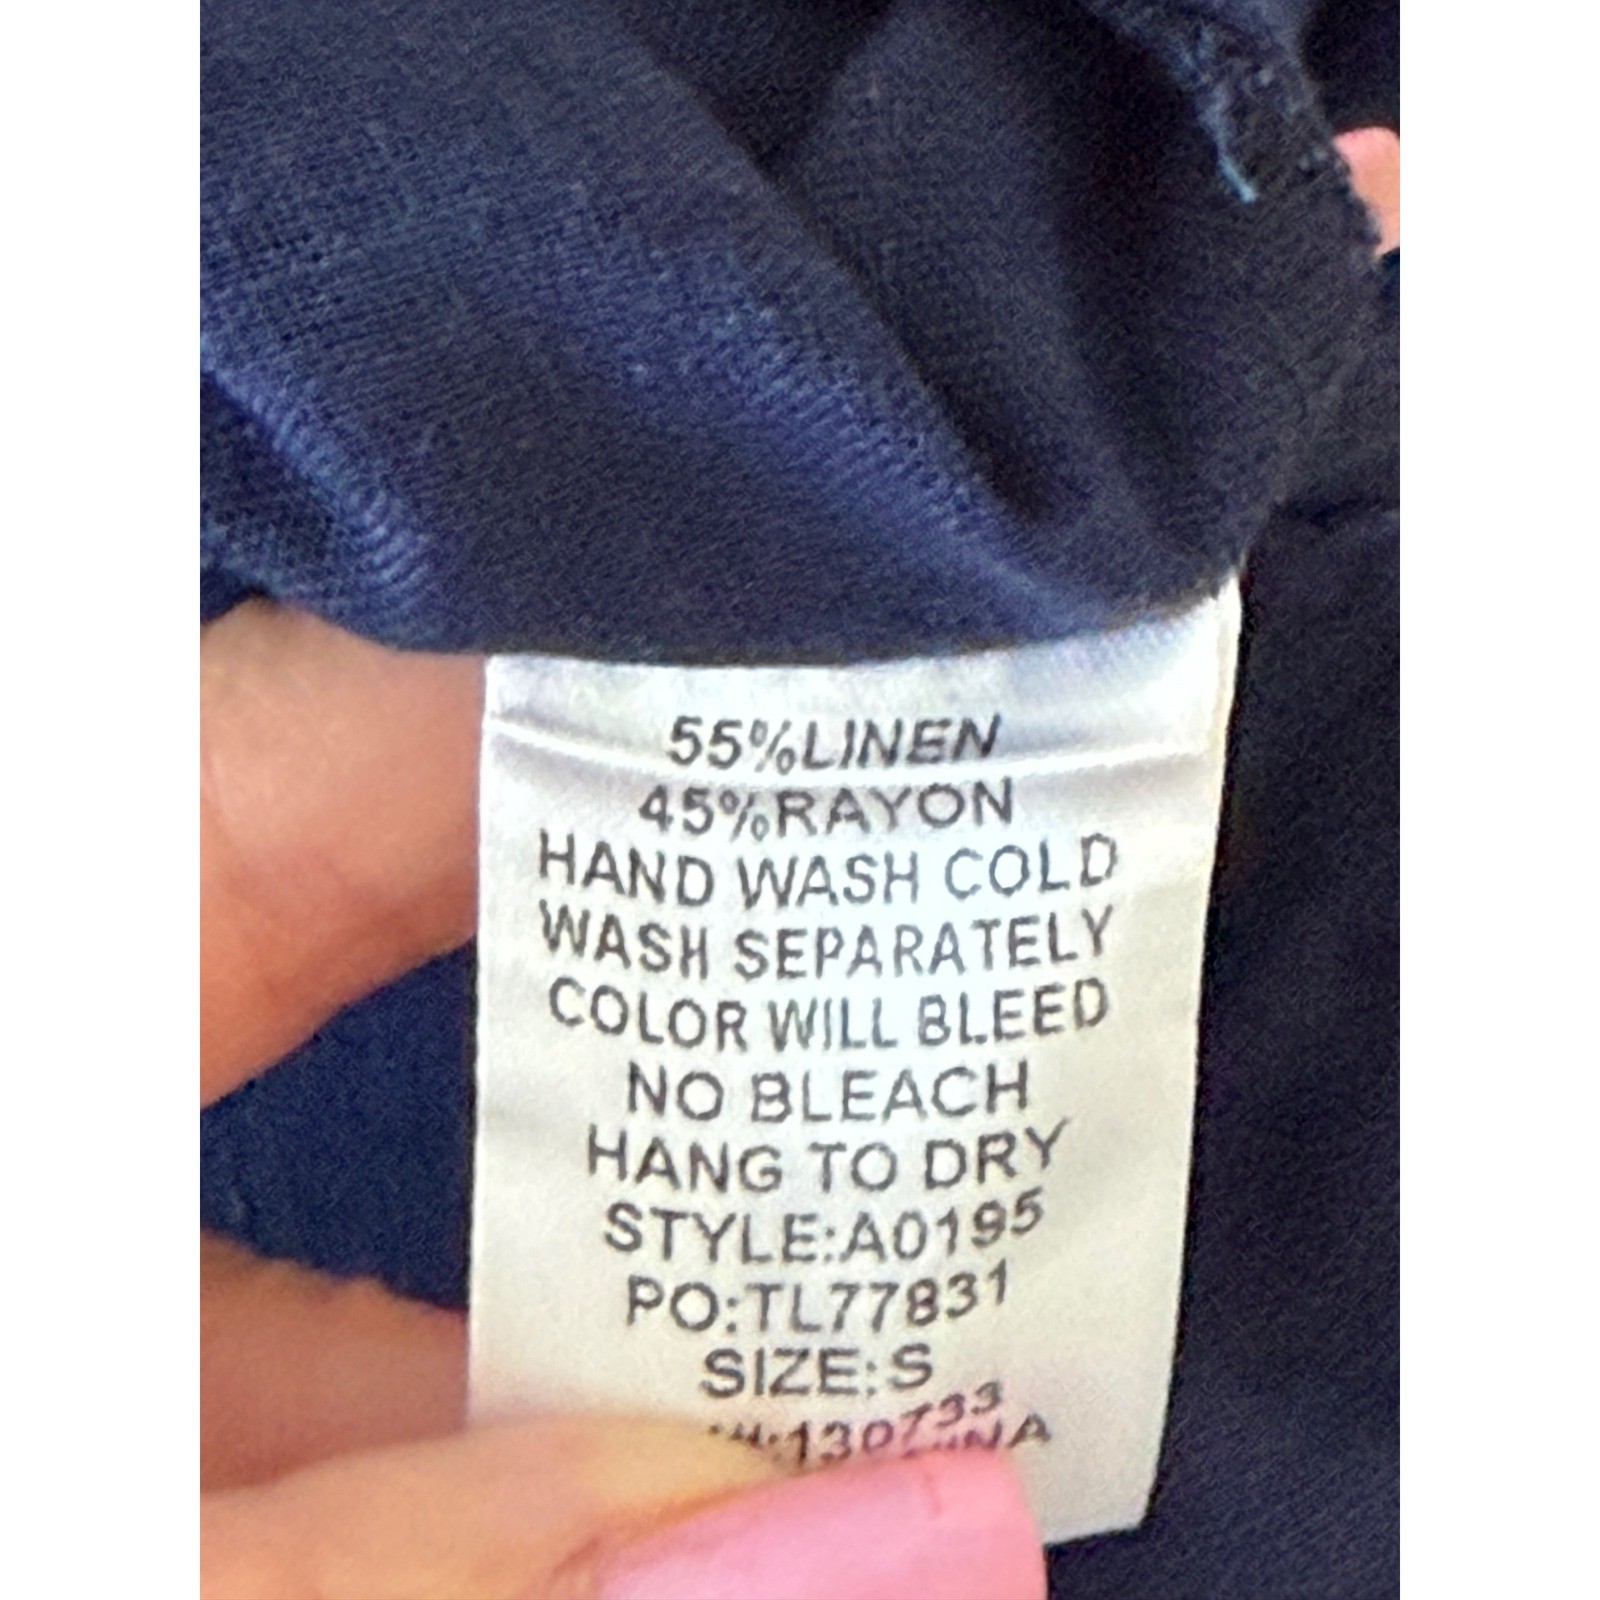 55%LINEN
45%RAYON
HAND WASH COLD
WASH SEPARATELY
COLOR WILL BLEED
NO BLEACH
HANG TO DRY
STYLE:A0195
PO:TL77831
SIZE:S
130733